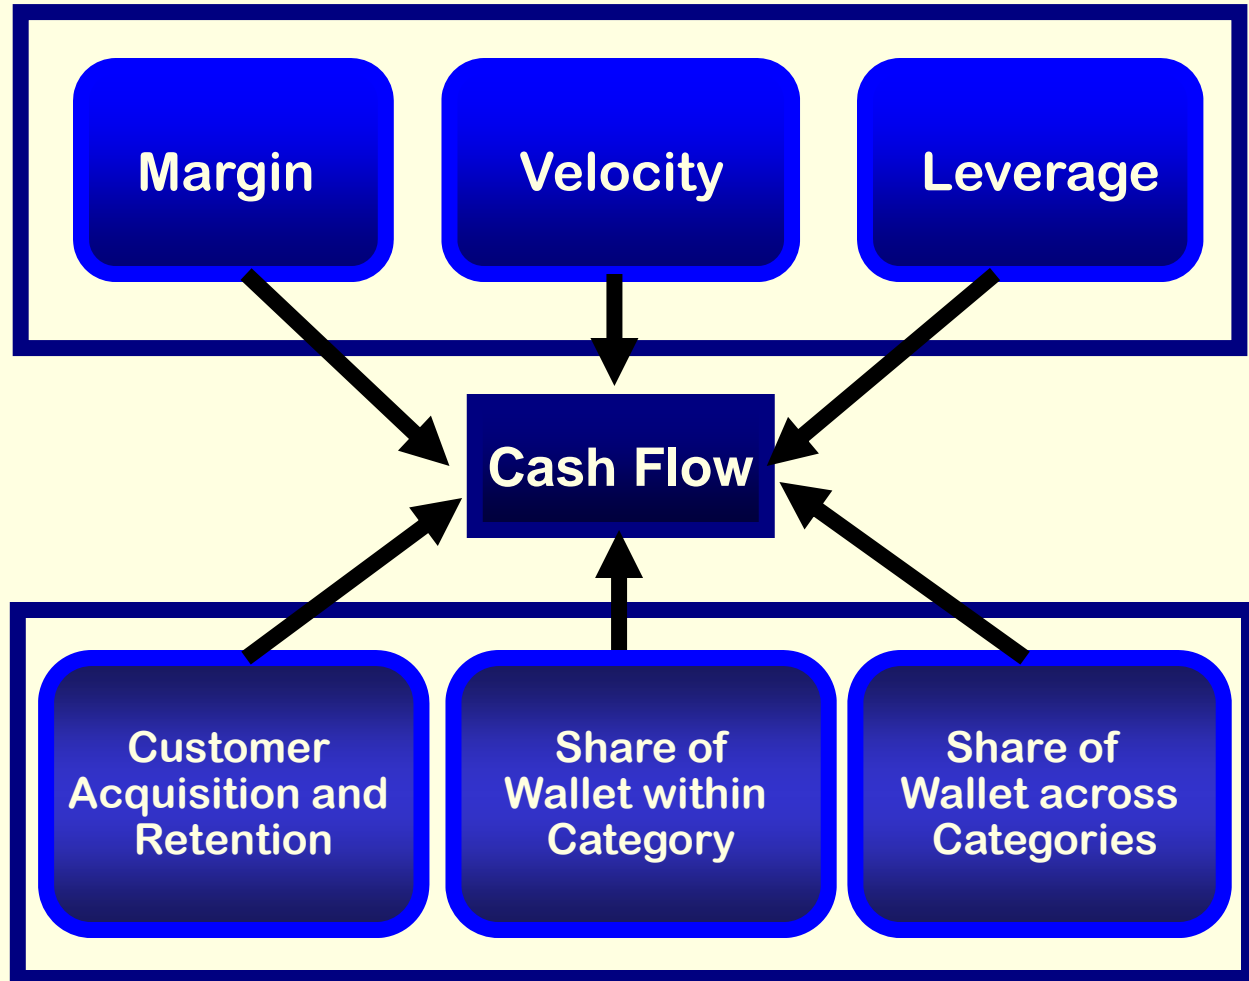 Margin
Velocity
Leverage
Cash Flow
Customer
Acquisition and
Retention
Share of
Wallet within
Category
Share of
Wallet across
Categories